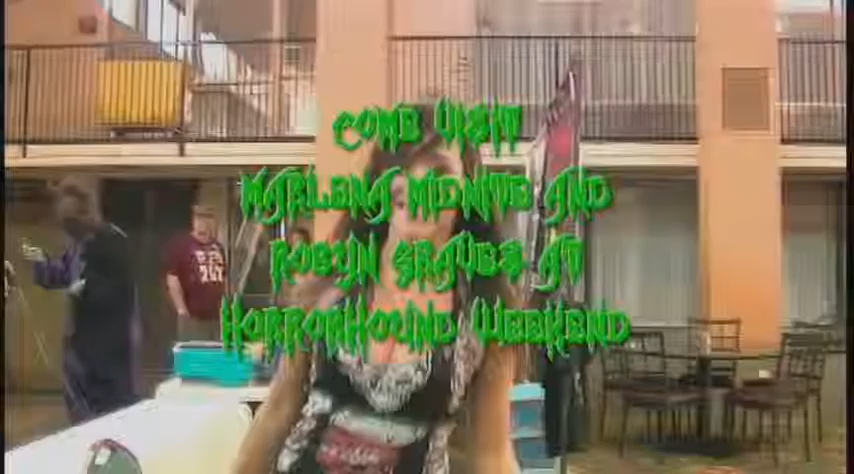 Come Visit
Marlena Midnite and
Robyn Graves at
HorrorHound Weekend